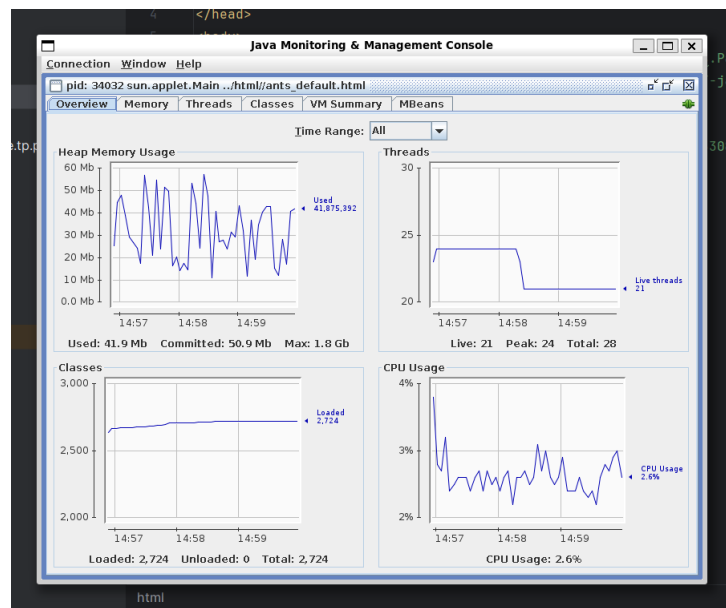 4
</head>
Java Monitoring & Management Console
Connection Window Help
pid: 34032 sun.applet.Main ../html//ants_default.html
Overview Memory Threads Classes VM Summary MBeans
Time Range: All
Heap Memory Usage
60 Mb
50 Mb
40 Mb
30 Mb
20 Mb
10 Mb
0.0 Mb
Used
41,875,392
14:57 14:58 14:59
Used: 41.9 Mb Committed: 50.9 Mb Max: 1.8 Gb
Threads
30
25
20
Live threads
21
14:57 14:58 14:59
Live: 21 Peak: 24 Total: 28
Classes
3,000
2,500
2,000
Loaded
2,724
14:57 14:58 14:59
Loaded: 2,724 Unloaded: 0 Total: 2,724
CPU Usage
4%
3%
2%
CPU Usage
2.6%
14:57 14:58 14:59
CPU Usage: 2.6%
e.tp.p
30
html